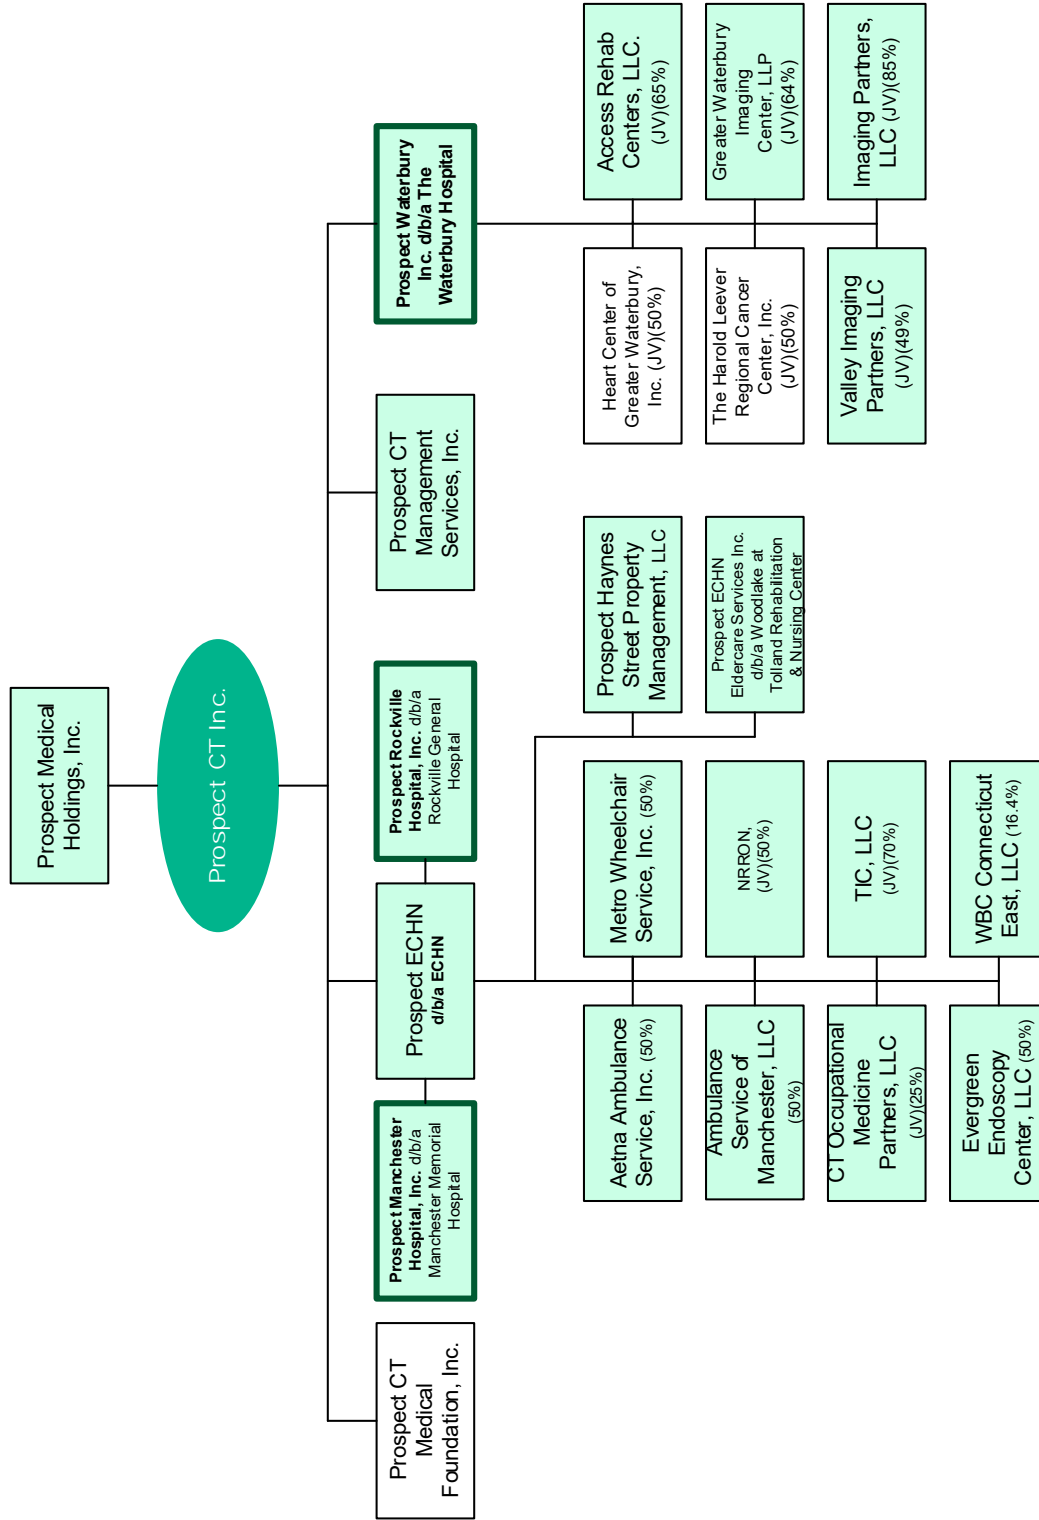 Prospect Medical
Holdings, Inc.
Prospect CT Inc.
Prospect CT
Medical
Foundation, Inc.
Prospect Manchester
Hospital, Inc. d/b/a
Manchester Memorial
Hospital
Prospect ECHN
d/b/a ECHN
Prospect Rockville
Hospital, Inc. d/b/a
Rockville General
Hospital
Prospect CT
Management
Services, Inc.
Prospect Waterbury
Inc. d/b/a The
Waterbury Hospital
Aetna Ambulance
Service, Inc. (50%)
Metro Wheelchair
Service, Inc. (50%)
Prospect Haynes
Street Property
Management, LLC
Heart Center of
Greater Waterbury,
Inc. (JV)(50%)
Access Rehab
Centers, LLC.
(JV)(65%)
Ambulance
Service of
Manchester, LLC
(50%)
NRRON,
(JV)(50%)
Prospect ECHN
Eldercare Services Inc.
d/b/a Woodlake at
Tolland Rehabilitation
& Nursing Center
The Harold Leever
Regional Cancer
Center, Inc.
(JV)(50%)
Greater Waterbury
Imaging
Center, LLP
(JV)(64%)
CT Occupational
Medicine
Partners, LLC
(JV)(25%)
TIC, LLC
(JV)(70%)
Valley Imaging
Partners, LLC
(JV)(49%)
Imaging Partners,
LLC (JV)(85%)
Evergreen
Endoscopy
Center, LLC (50%)
WBC Connecticut
East, LLC (16.4%)